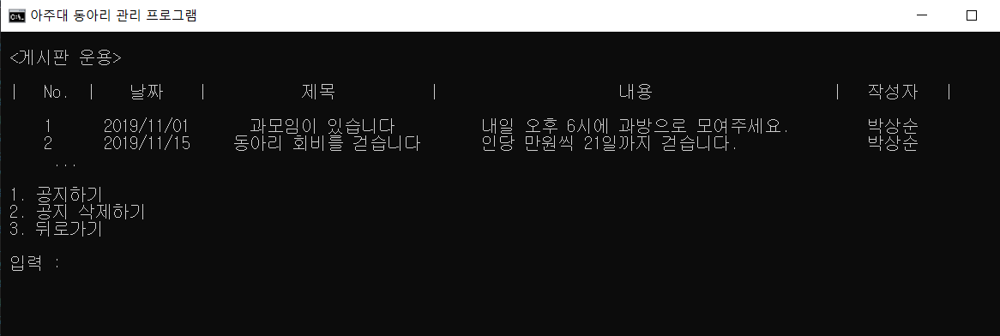 아주대 동아리 관리 프로그램
<게시판 운용>
| No. | 날짜 | 제목 | 내용 | 작성자 |
1 2019/11/01 과모임이 있습니다 내일 오후 6시에 과방으로 모여주세요. 박상순
2 2019/11/15 동아리 회비를 걷습니다 인당 만원씩 21일까지 걷습니다. 박상순
...
1. 공지하기
2. 공지 삭제하기
3. 뒤로가기
입력 :